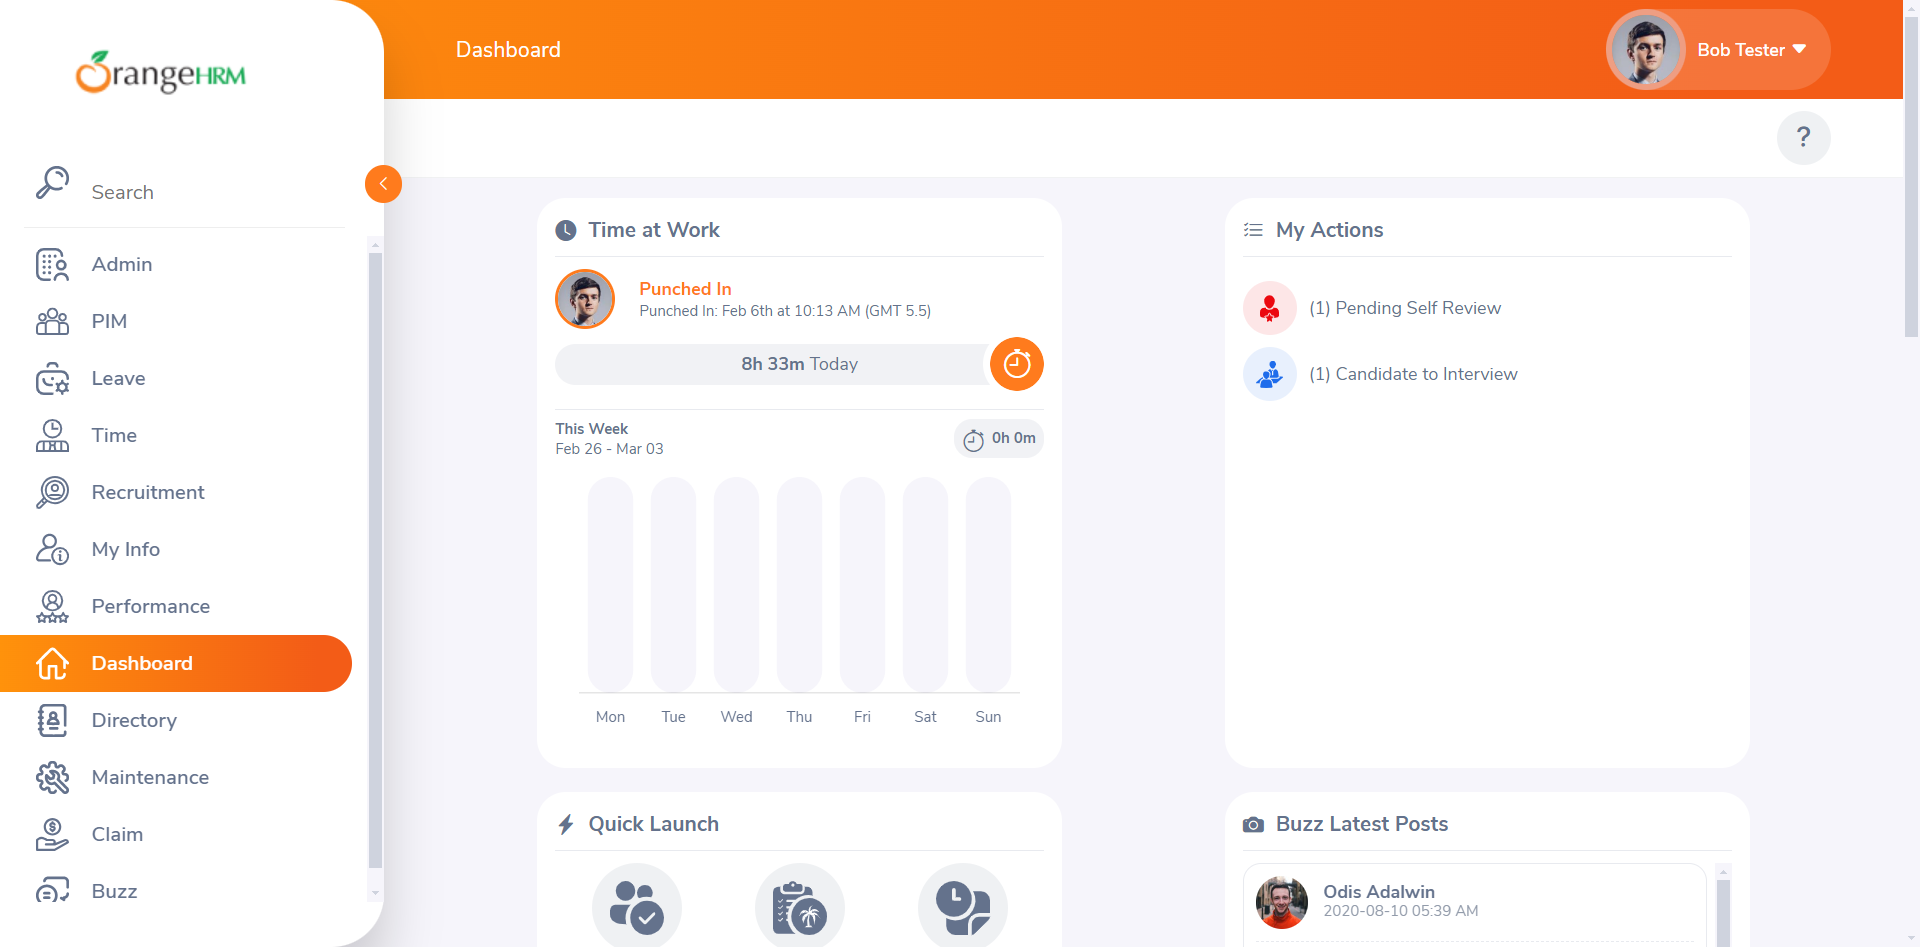 OrangeHRM
Search
Admin
PIM
Leave
Time
Recruitment
My Info
Performance
Dashboard
Directory
Maintenance
Claim
Buzz
Dashboard
Bob Tester
?
Time at Work
Punched In
Punched In: Feb 6th at 10:13 AM (GMT 5.5)
8h 33m Today
This Week
Feb 26 - Mar 03
0h 0m
Mon Tue Wed Thu Fri Sat Sun
My Actions
(1) Pending Self Review
(1) Candidate to Interview
Quick Launch
Buzz Latest Posts
Odis Adalwin
2020-08-10 05:39 AM